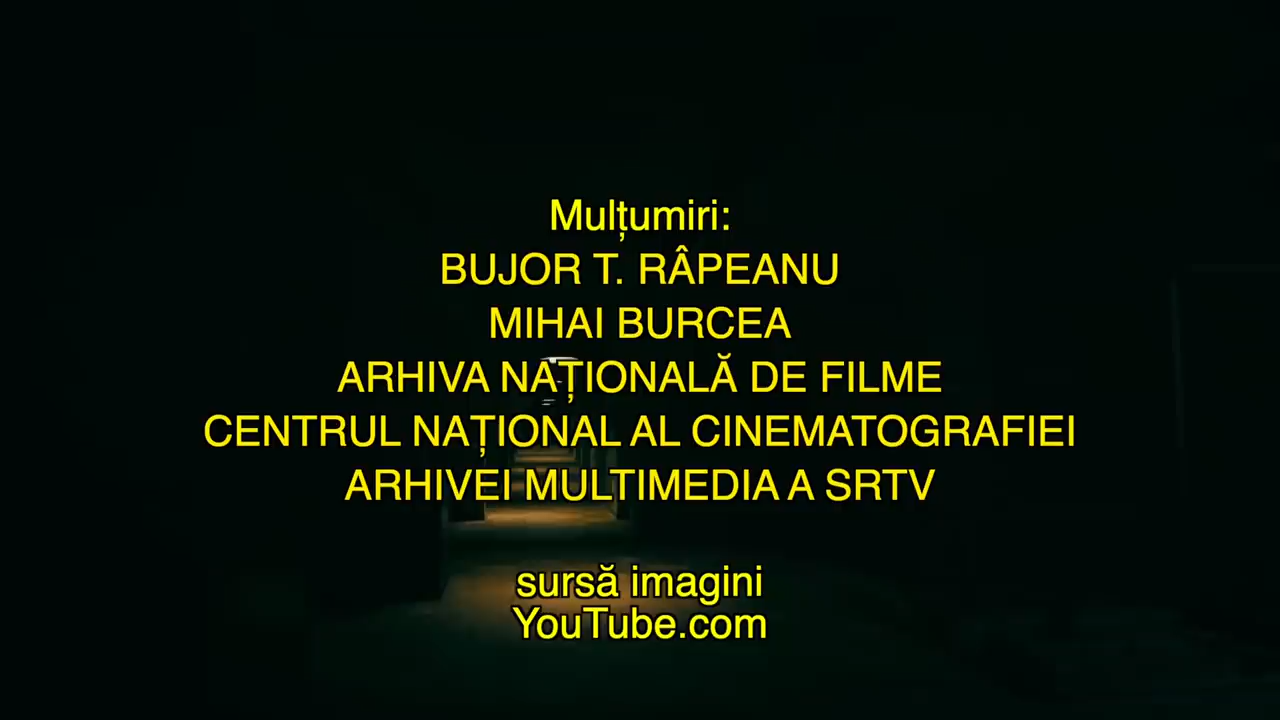 Mulțumiri:
BUJOR T. RÂPEANU
MIHAI BURCEA
ARHIVA NAȚIONALĂ DE FILME
CENTRUL NAȚIONAL AL CINEMATOGRAFIEI
ARHIVEI MULTIMEDIA A SRTV
sursă imagini
YouTube.com